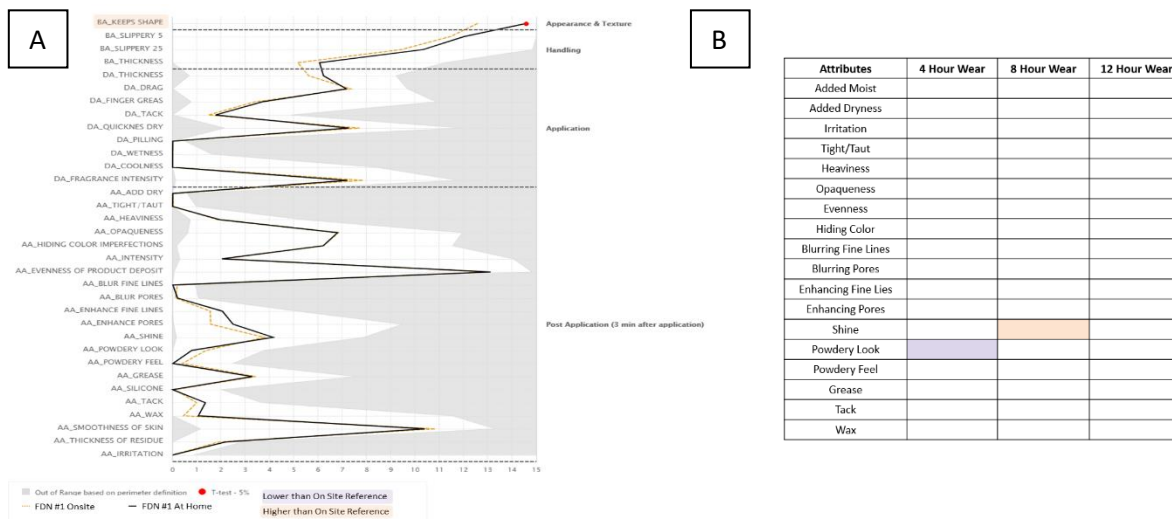 A
BA_KEEPS SHAPE
BA_SLIPPERY 5
BA_SLIPPERY 25
BA_THICKNESS
DA_THICKNESS
DA_DRAG
DA_FINGER GREAS
DA_TACK
DA_QUICKNES DRY
DA_PILLING
DA_WETNESS
DA_COOLNESS
DA_FRAGRANCE INTENSITY
AA_ADD DRY
AA_TIGHT/TAUT
AA_HEAVINESS
AA_OPAQUENESS
AA_HIDING COLOR IMPERFECTIONS
AA_INTENSITY
AA_EVENNESS OF PRODUCT DEPOSIT
AA_BLUR FINE LINES
AA_BLUR PORES
AA_ENHANCE FINE LINES
AA_ENHANCE PORES
AA_SHINE
AA_POWDERY LOOK
AA_POWDERY FEEL
AA_GREASE
AA_SILICONE
AA_TACK
AA_WAX
AA_SMOOTHNESS OF SKIN
AA_THICKNESS OF RESIDUE
AA_IRRITATION
0 1 2 3 4 5 6 7 8 9 10 11 12 13 14 15
Appearance & Texture
Handling
Application
Post Application (3 min after application)
Out of Range based on perimeter definition T-test - 5% Lower than On Site Reference
FDN #1 Onsite FDN #1 At Home Higher than On Site Reference
B
Attributes 4 Hour Wear 8 Hour Wear 12 Hour Wear
Added Moist
Added Dryness
Irritation
Tight/Taut
Heaviness
Opaqueness
Evenness
Hiding Color
Blurring Fine Lines
Blurring Pores
Enhancing Fine Lies
Enhancing Pores
Shine
Powdery Look
Powdery Feel
Grease
Tack
Wax